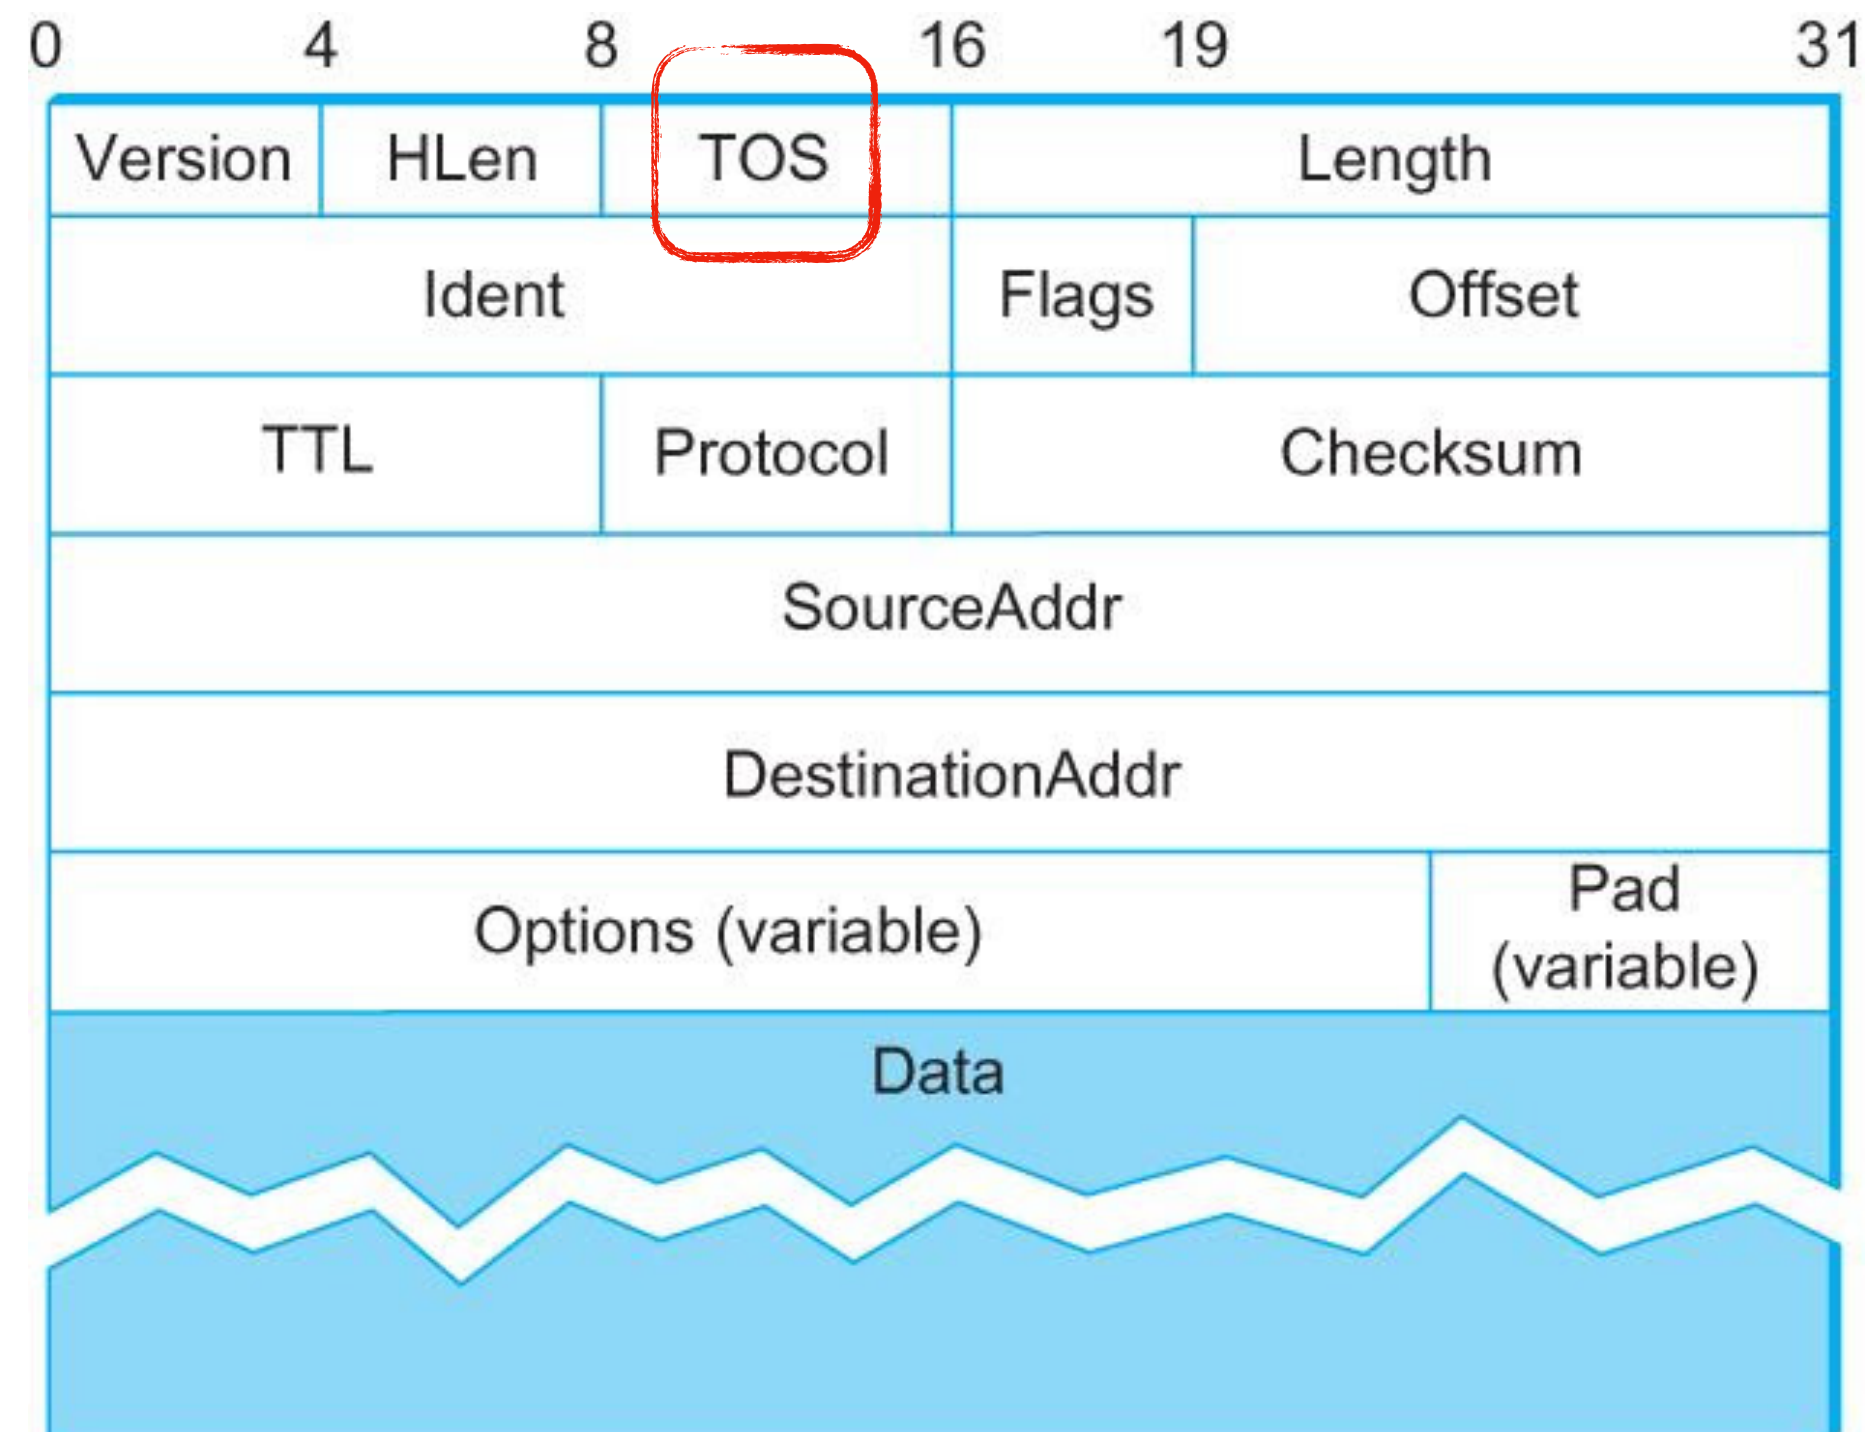 0 4 8 16 19 31
Version HLen TOS Length
Ident Flags Offset
TTL Protocol Checksum
SourceAddr
DestinationAddr
Options (variable) Pad
(variable)
Data